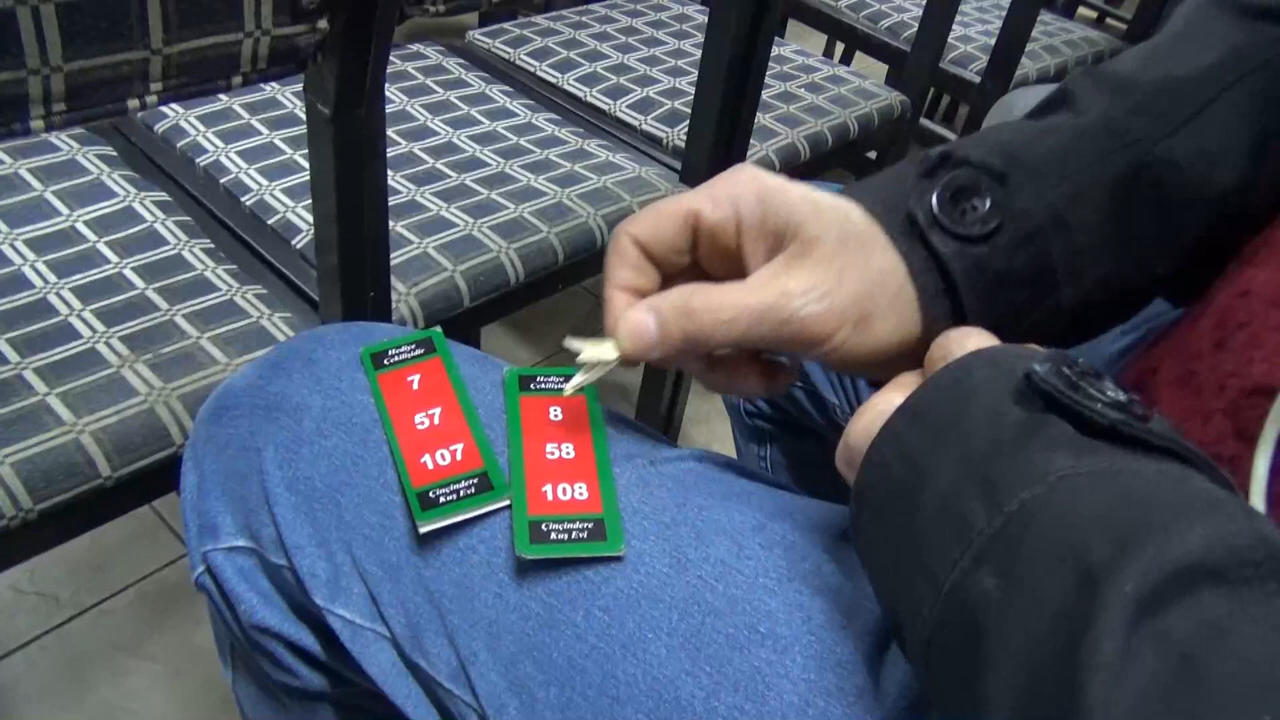 Hediye
Çekilişidir
7
57
107
Çinçindere
Kuş Evi
Hediye
Çekilişidir
8
58
108
Çinçindere
Kuş Evi